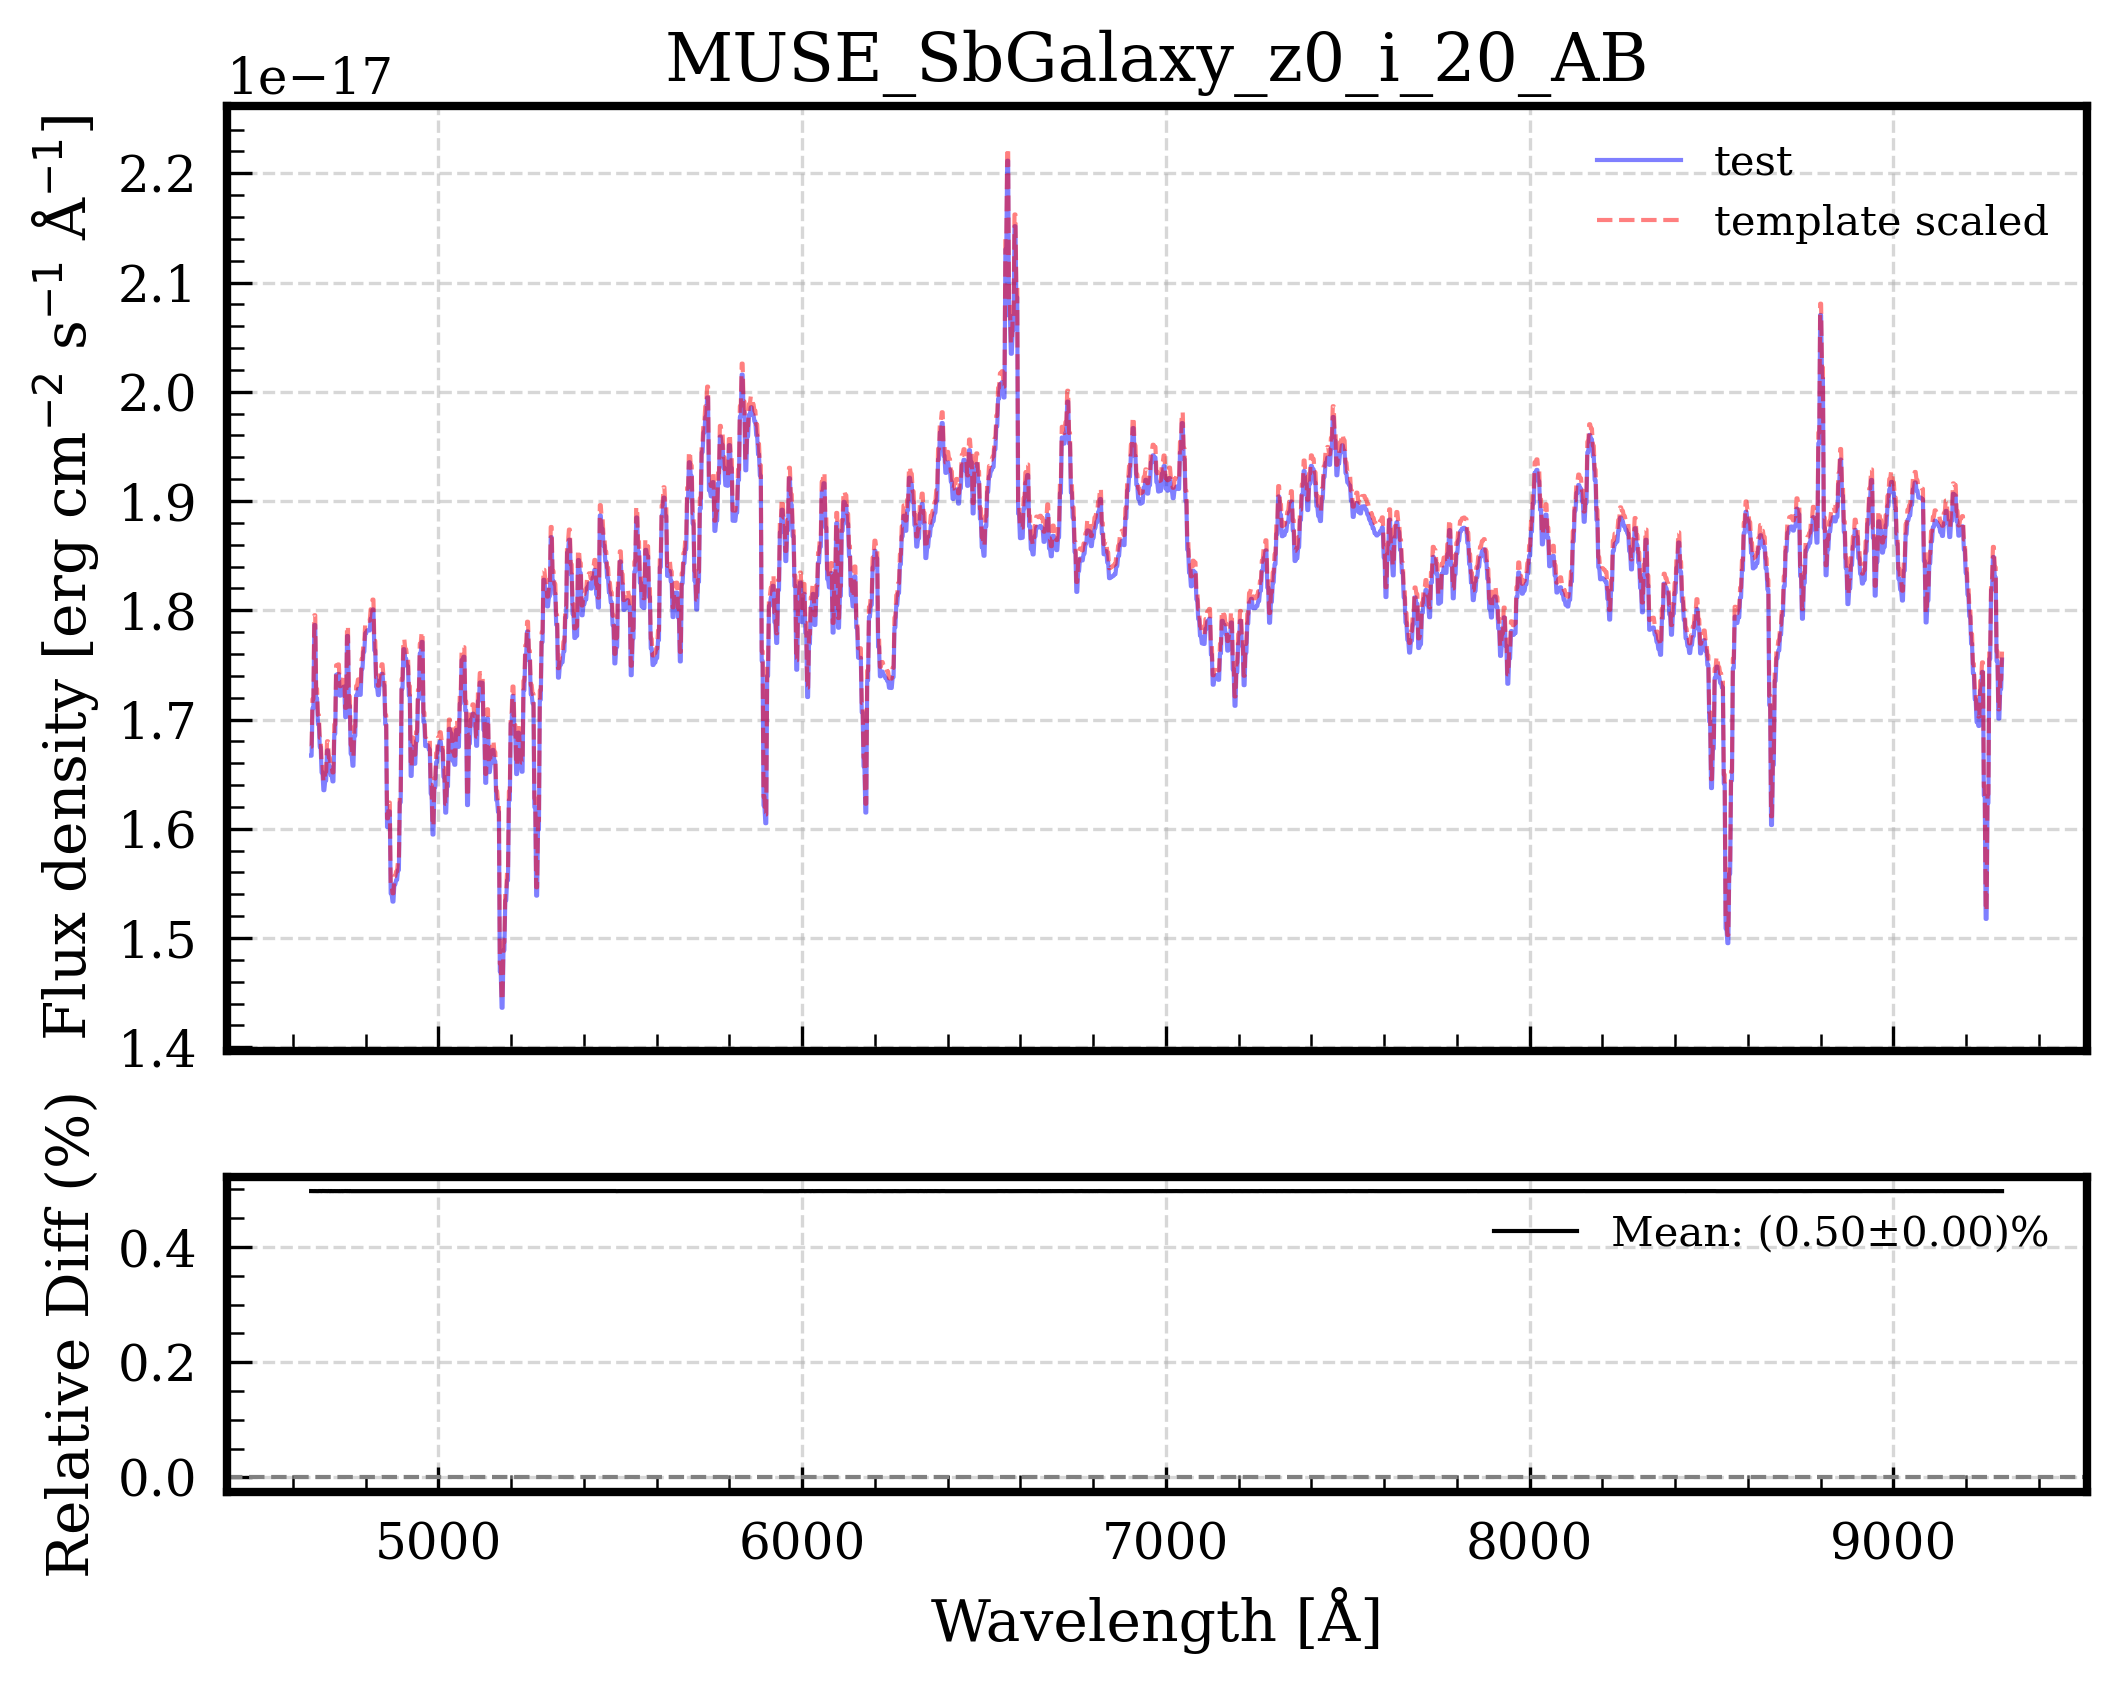 MUSE_SbGalaxy_z0_i_20_AB
1e−17
Flux density [erg cm⁻² s⁻¹ Å⁻¹]
2.2
2.1
2.0
1.9
1.8
1.7
1.6
1.5
1.4
test
template scaled
Relative Diff (%)
0.4
0.2
0.0
Mean: (0.50±0.00)%
5000 6000 7000 8000 9000
Wavelength [Å]